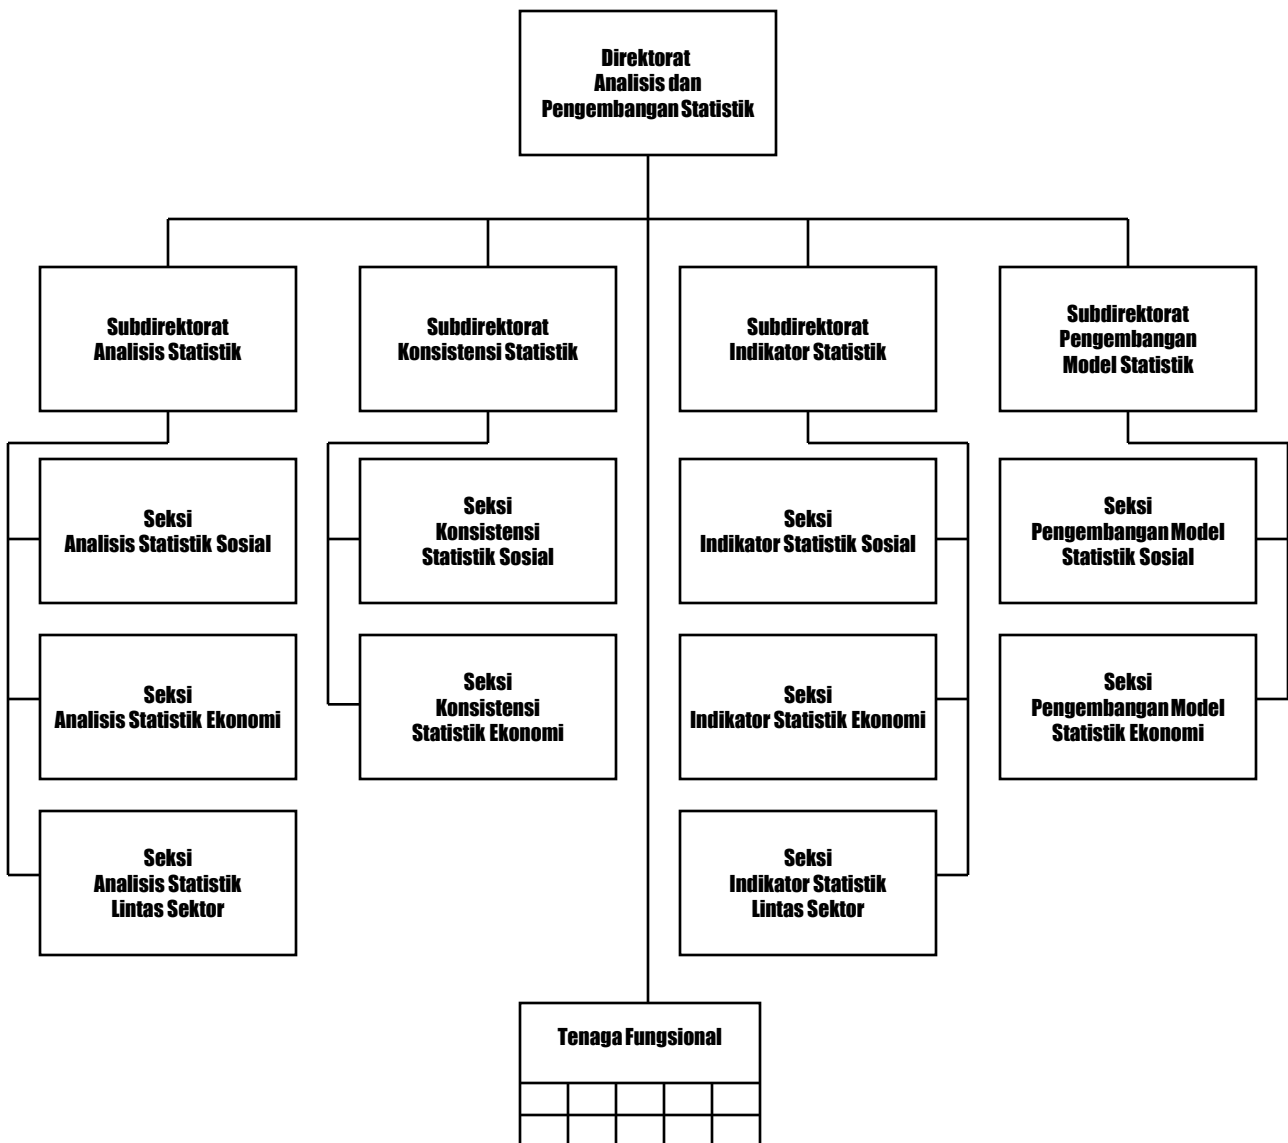 Direktorat
Analisis dan
Pengembangan Statistik
Subdirektorat
Analisis Statistik
Subdirektorat
Konsistensi Statistik
Subdirektorat
Indikator Statistik
Subdirektorat
Pengembangan
Model Statistik
Seksi
Analisis Statistik Sosial
Seksi
Konsistensi
Statistik Sosial
Seksi
Indikator Statistik Sosial
Seksi
Pengembangan Model
Statistik Sosial
Seksi
Analisis Statistik Ekonomi
Seksi
Konsistensi
Statistik Ekonomi
Seksi
Indikator Statistik Ekonomi
Seksi
Pengembangan Model
Statistik Ekonomi
Seksi
Analisis Statistik
Lintas Sektor
Seksi
Indikator Statistik
Lintas Sektor
Tenaga Fungsional